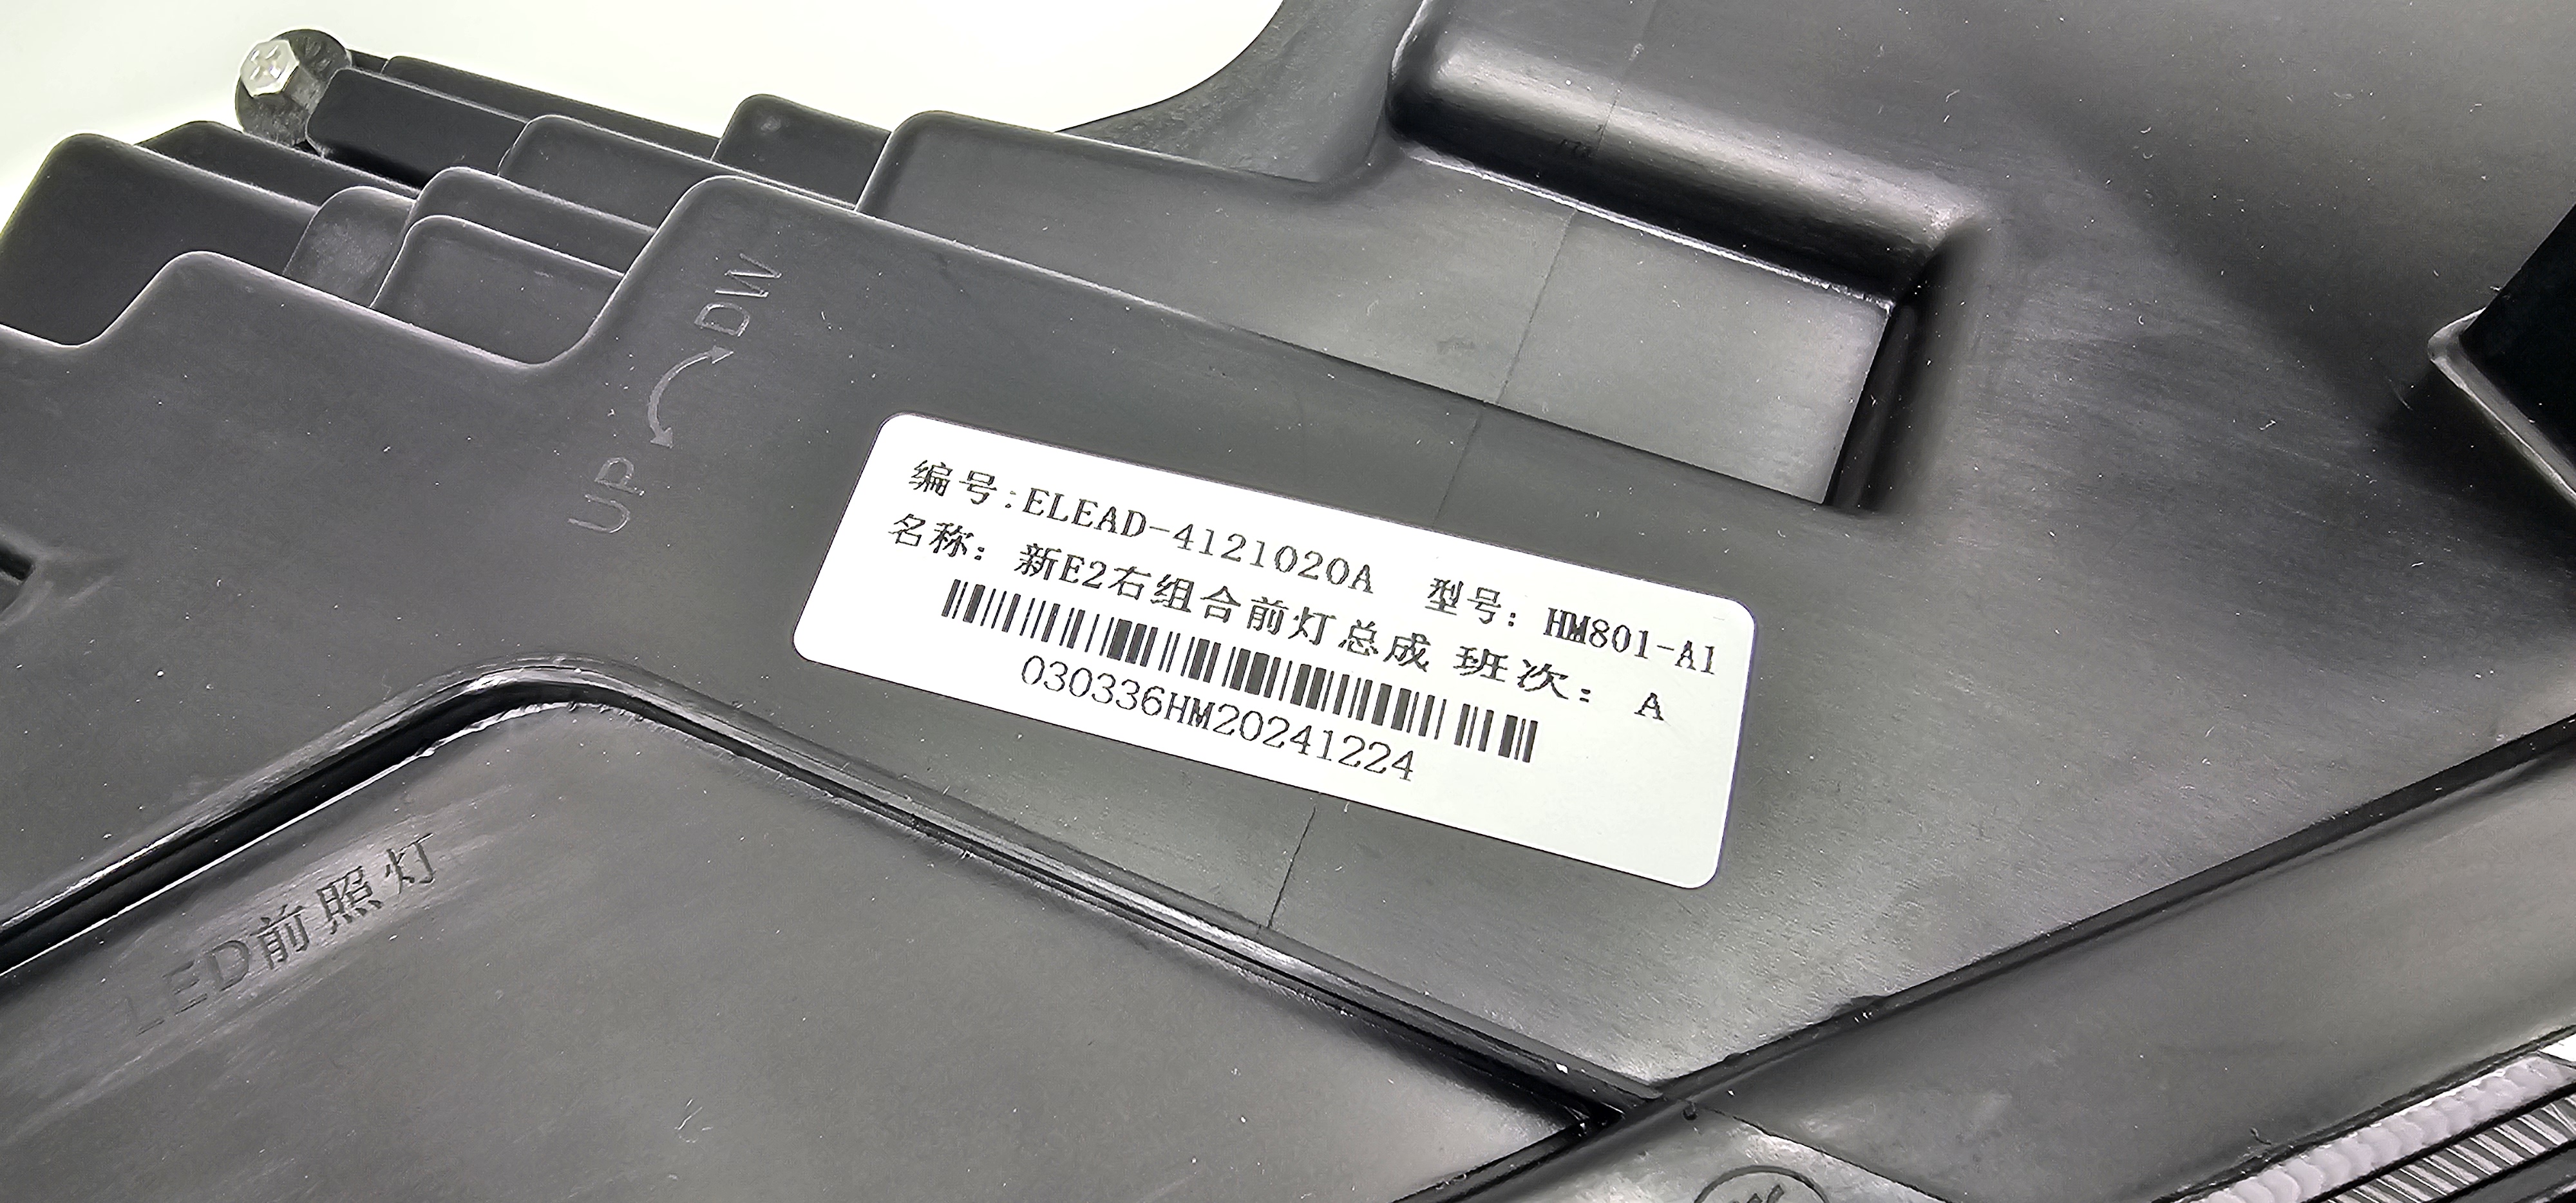 DW
UP
编号:ELEAD-4121020A 型号: HM801-A1
名称: 新E2右组合前灯总成 班次: A
030336HM20241224
LED前照灯